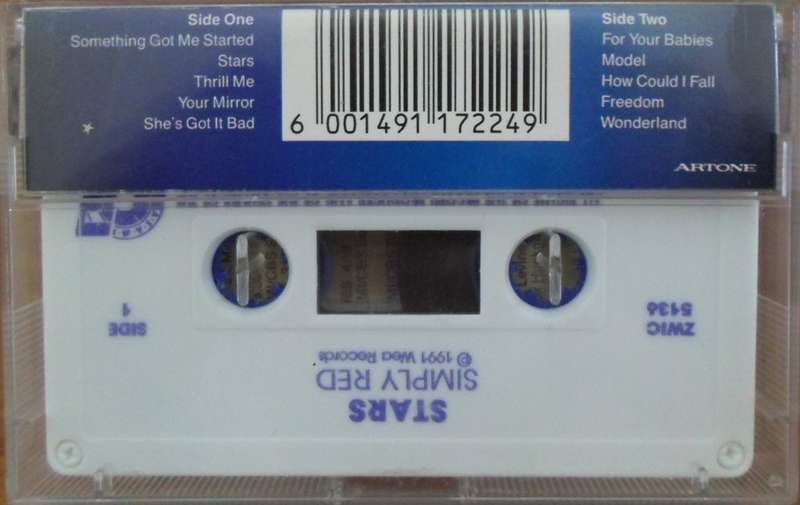 Side One
Something Got Me Started
Stars
Thrill Me
Your Mirror
She's Got It Bad
6 001491 172249
Side Two
For Your Babies
Model
How Could I Fall
Freedom
Wonderland
ARTONE
SIDE
1
ZWIC
5136
STARS
SIMPLY RED
© 1991 Wea Records